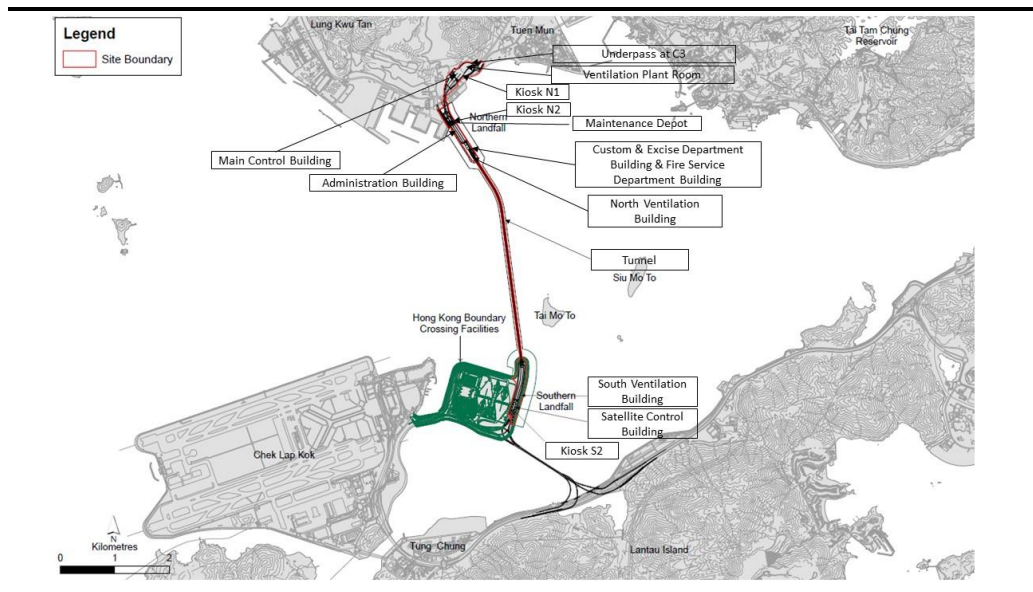 Legend
Site Boundary
Lung Kwu Tan
Tuen Mun
Tai Tam Chung
Reservoir
Underpass at C3
Ventilation Plant Room
Kiosk N1
Kiosk N2
Northern
Landfall
Maintenance Depot
Main Control Building
Administration Building
Custom & Excise Department
Building & Fire Service
Department Building
North Ventilation
Building
Tunnel
Siu Mo To
Tai Mo To
Hong Kong Boundary
Crossing Facilities
South Ventilation
Building
Southern
Landfall
Satellite Control
Building
Kiosk S2
Chek Lap Kok
Tung Chung
Lantau Island
N
Kilometres
0 1 2